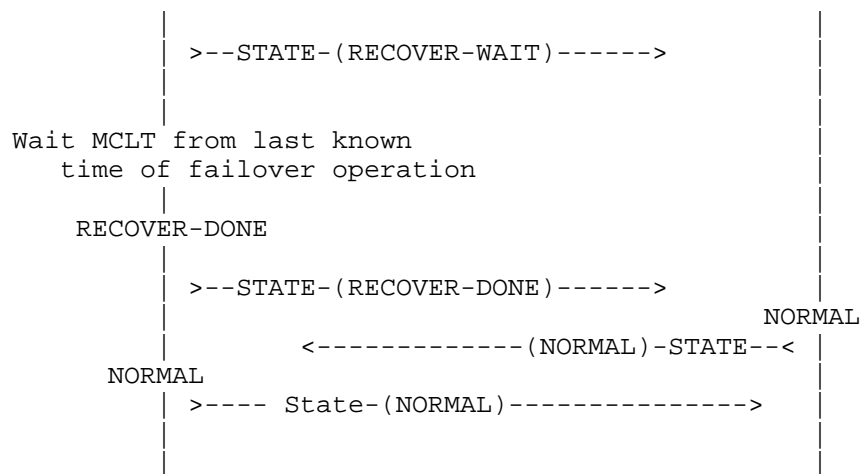 >--STATE-(RECOVER-WAIT)------>
Wait MCLT from last known
time of failover operation
RECOVER-DONE
>--STATE-(RECOVER-DONE)------>
NORMAL
<-------------(NORMAL)-STATE--<
NORMAL
>---- State-(NORMAL)--------------->